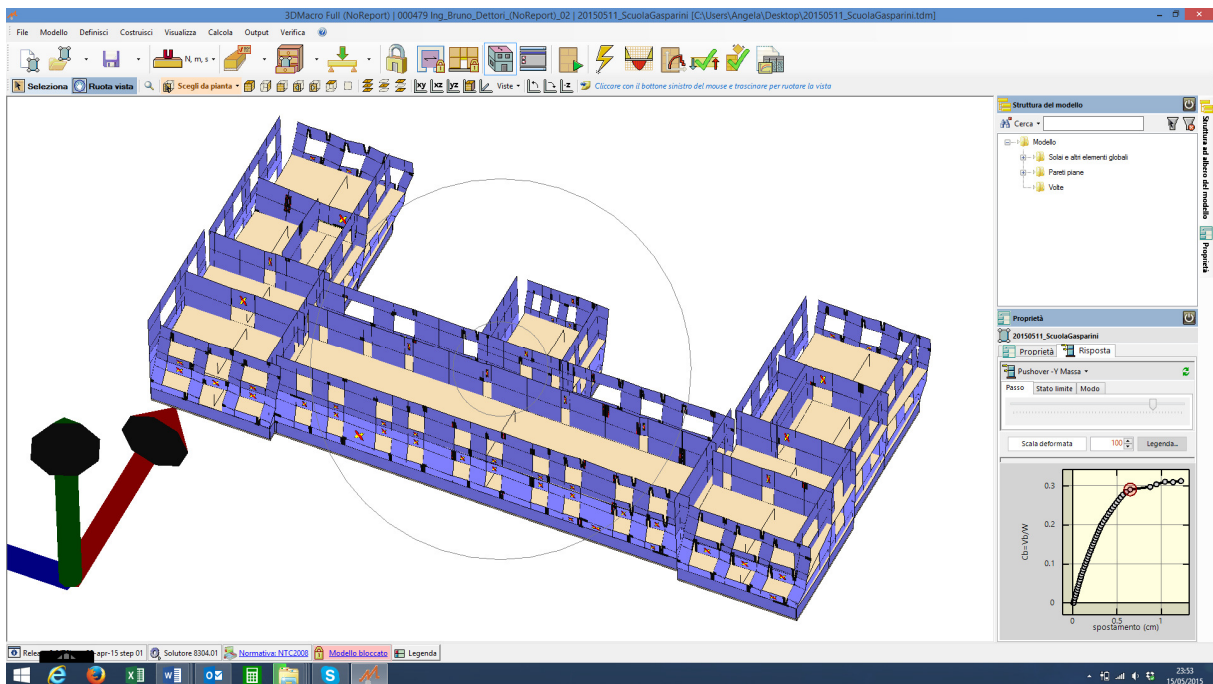 3DMacro Full (NoReport) | 000479 Ing_Bruno_Dettori_(NoReport)_02 | 20150511_ScuolaGasparini [C:\Users\Angela\Desktop\20150511_ScuolaGasparini.tdm]
File Modello Definisci Costruisci Visualizza Calcola Output Verifica
N, m, s
Seleziona Ruota vista Scegli da pianta xy xz yz Viste -z Cliccare con il bottone sinistro del mouse e trascinare per ruotare la vista
Struttura del modello
Cerca
Modello
Solai e altri elementi globali
Pareti piane
Volte
Struttura ad albero del modello
Proprietà
Proprietà
20150511_ScuolaGasparini
Proprietà Risposta
Pushover -Y Massa
Passo Stato limite Modo
Scala deformata 100 Legenda...
Cb=Vb/W
0.3
0.2
0.1
0
0 0.5 1
spostamento (cm)
-apr-15 step 01 Solutore 8304.01 Normativa: NTC2008 Modello bloccato Legenda
23:53
15/05/2015